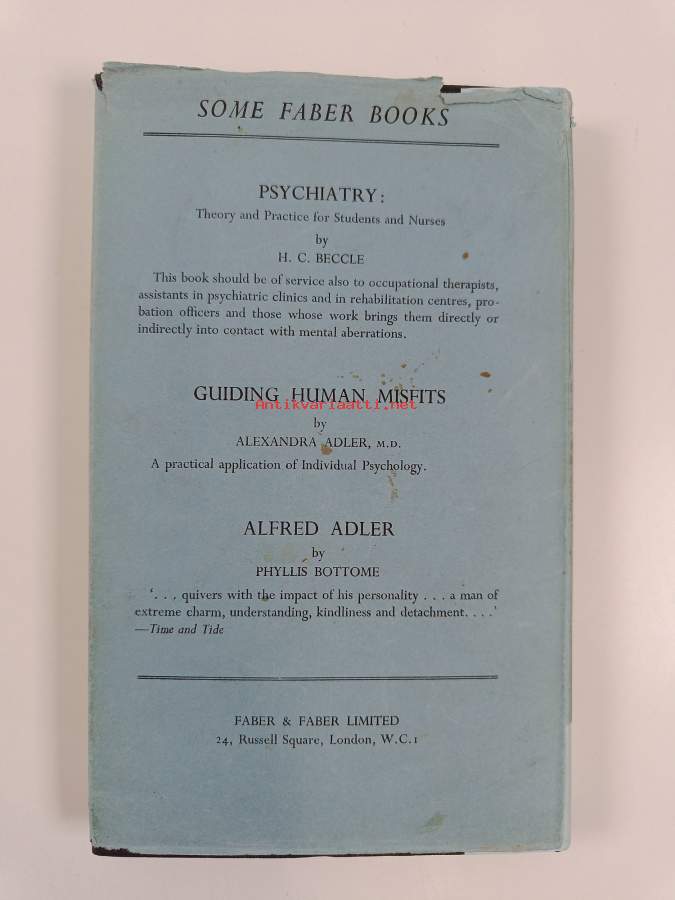 SOME FABER BOOKS
PSYCHIATRY:
Theory and Practice for Students and Nurses
by
H. C. BECCLE
This book should be of service also to occupational therapists,
assistants in psychiatric clinics and in rehabilitation centres, pro-
bation officers and those whose work brings them directly or
indirectly into contact with mental aberrations.
GUIDING HUMAN MISFITS
Antikvariaatti.net
by
ALEXANDRA ADLER, M.D.
A practical application of Individual Psychology.
ALFRED ADLER
by
PHYLLIS BOTTOME
'. . . quivers with the impact of his personality . . . a man of
extreme charm, understanding, kindliness and detachment. . . .'
—Time and Tide
FABER & FABER LIMITED
24, Russell Square, London, W.C.1